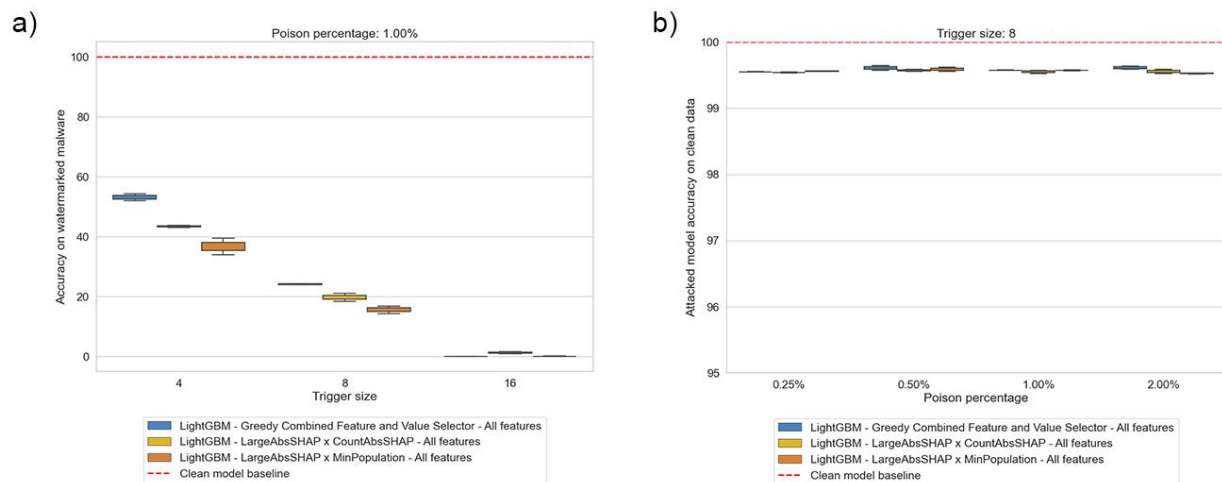 a)
Poison percentage: 1.00%
100
80
60
40
20
0
Accuracy on watermarked malware
4
8
16
Trigger size
LightGBM - Greedy Combined Feature and Value Selector - All features
LightGBM - LargeAbsSHAP x CountAbsSHAP - All features
LightGBM - LargeAbsSHAP x MinPopulation - All features
Clean model baseline
b)
Trigger size: 8
100
99
98
97
96
95
Attacked model accuracy on clean data
0.25%
0.50%
1.00%
2.00%
Poison percentage
LightGBM - Greedy Combined Feature and Value Selector - All features
LightGBM - LargeAbsSHAP x CountAbsSHAP - All features
LightGBM - LargeAbsSHAP x MinPopulation - All features
Clean model baseline